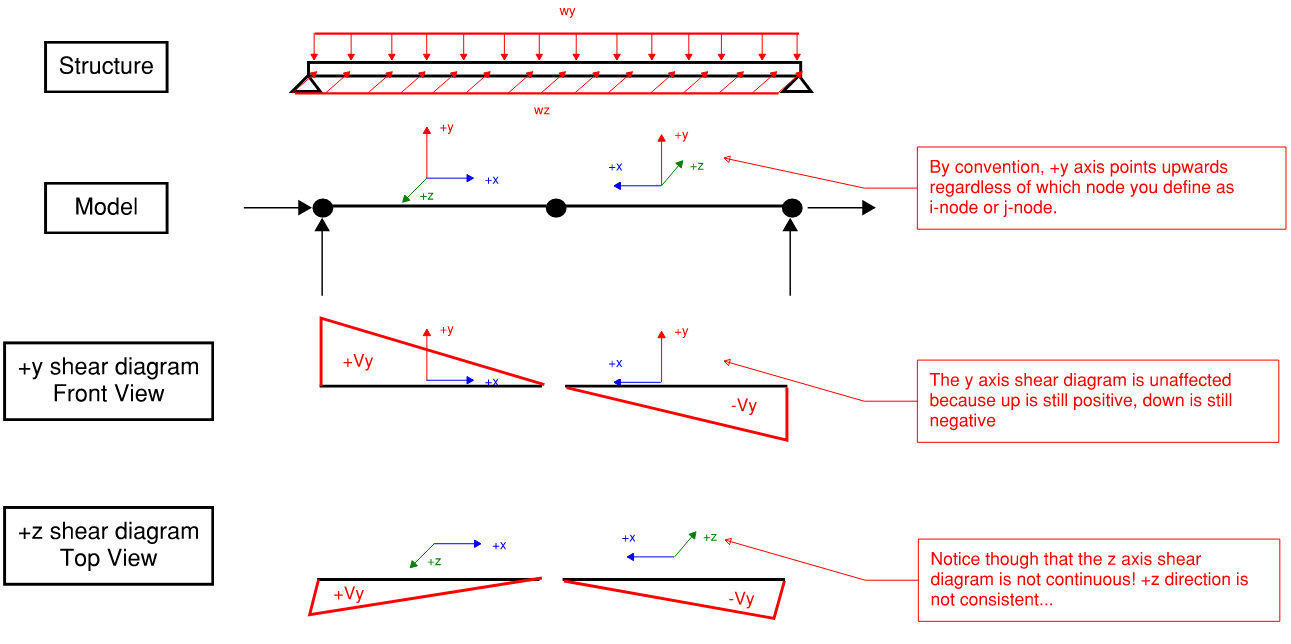 wy
Structure
wz
+y
+y
+x
+z
+x
+z
By convention, +y axis points upwards
regardless of which node you define as
i-node or j-node.
Model
+y
+y
+Vy
+x
+x
-Vy
+y shear diagram
Front View
The y axis shear diagram is unaffected
because up is still positive, down is still
negative
+z shear diagram
Top View
+x
+z
+x
+z
+Vy
-Vy
Notice though that the z axis shear
diagram is not continuous! +z direction is
not consistent...